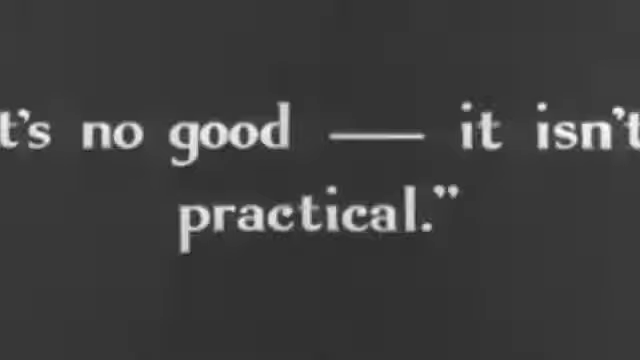 t's no good — it isn't
practical.”